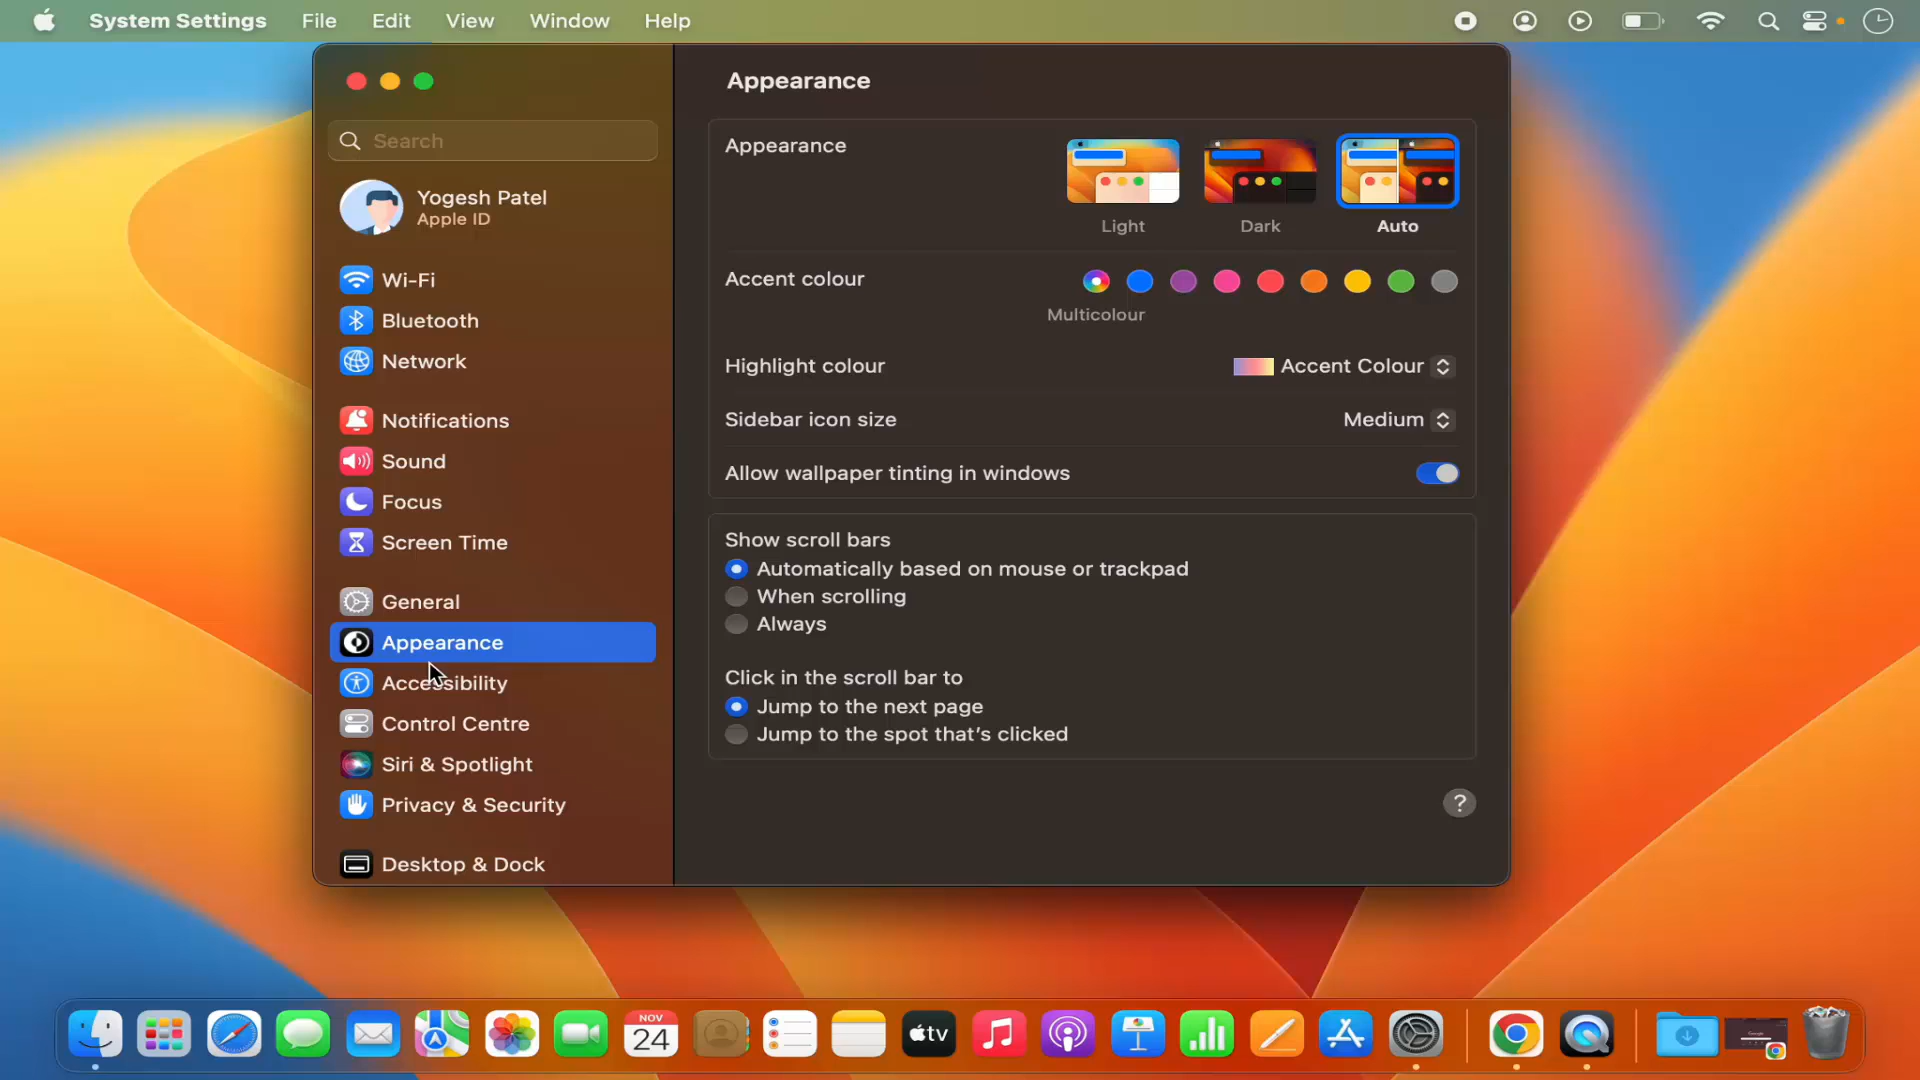 System Settings File Edit View Window Help
Appearance
Search
Yogesh Patel
Apple ID
Wi-Fi
Bluetooth
Network
Notifications
Sound
Focus
Screen Time
General
Appearance
Accessibility
Control Centre
Siri & Spotlight
Privacy & Security
Desktop & Dock
Appearance
Light Dark Auto
Accent colour
Multicolour
Highlight colour Accent Colour
Sidebar icon size Medium
Allow wallpaper tinting in windows
Show scroll bars
Automatically based on mouse or trackpad
When scrolling
Always
Click in the scroll bar to
Jump to the next page
Jump to the spot that's clicked
?
NOV
24
tv